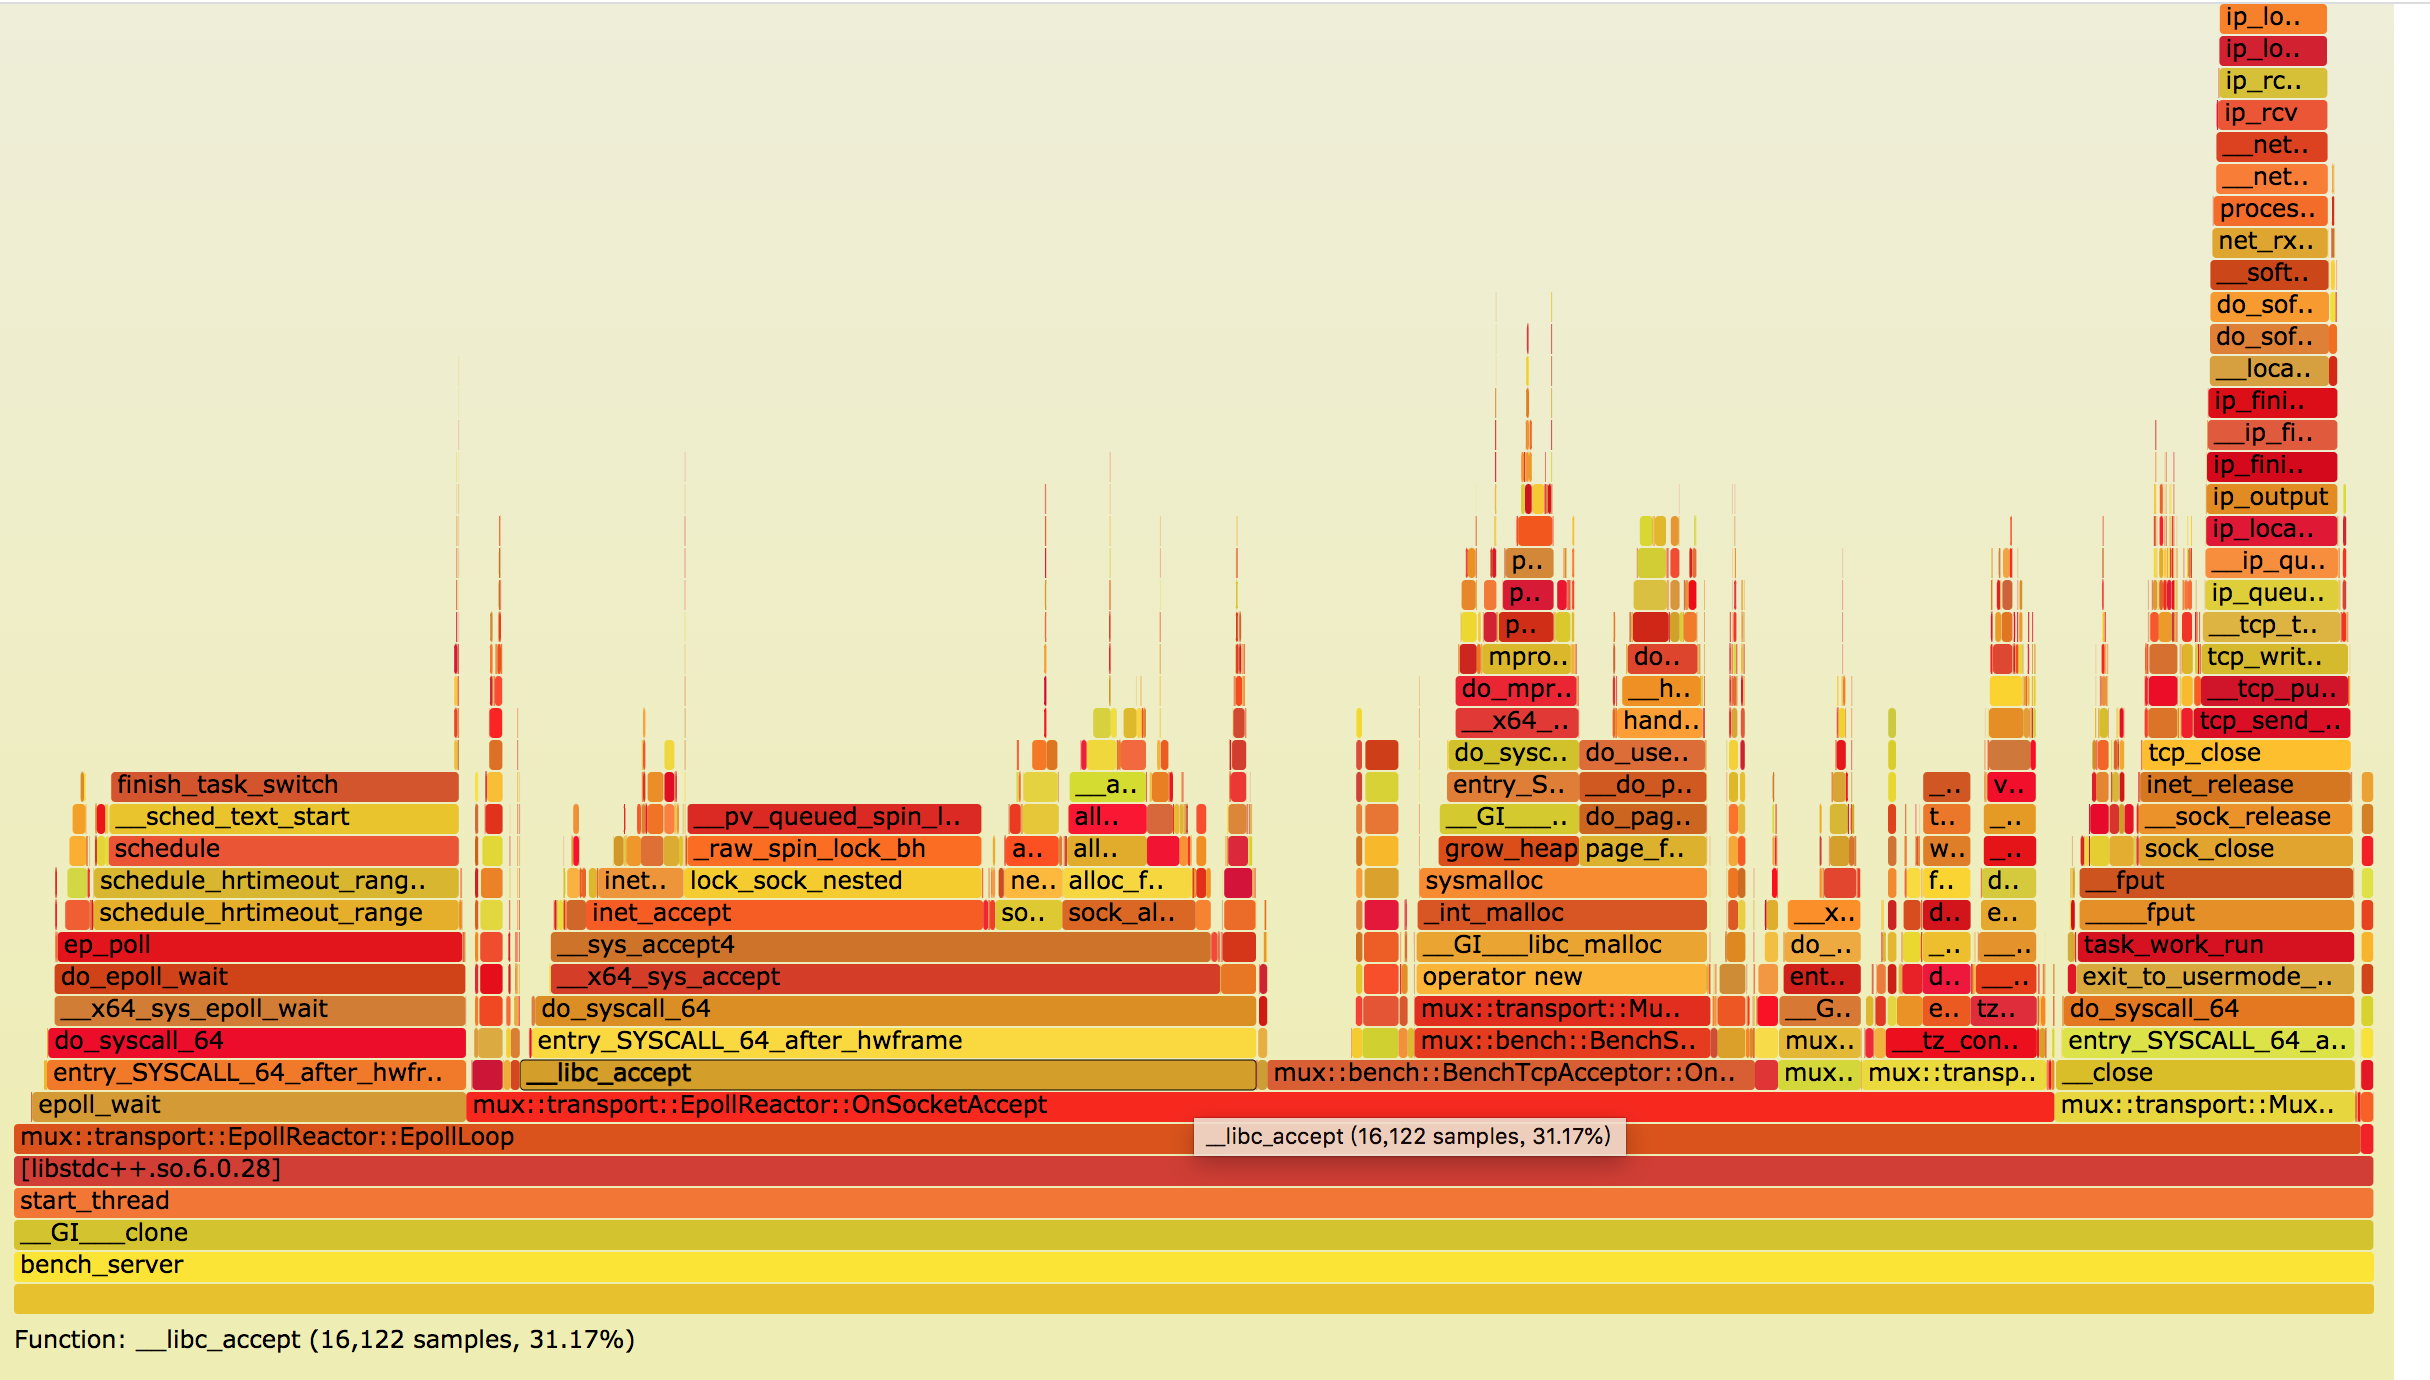 ip_lo..
ip_lo..
ip_rc..
ip_rcv
__net..
__net..
proces..
net_rx..
__soft..
do_sof..
do_sof..
__loca..
ip_fini..
__ip_fi..
ip_fini..
ip_output
ip_loca..
p.. __ip_qu..
p.. ip_queu..
p.. __tcp_t..
mpro.. do.. tcp_writ..
do_mpr.. __h.. __tcp_pu..
__x64_.. hand.. tcp_send_..
do_sysc.. do_use.. tcp_close
finish_task_switch __a.. entry_S.. __do_p.. _.. v.. inet_release
__sched_text_start __pv_queued_spin_l.. all.. __GI___.. do_pag.. t.. _.. __sock_release
schedule _raw_spin_lock_bh a.. all.. grow_heap page_f.. w.. _.. sock_close
schedule_hrtimeout_rang.. inet.. lock_sock_nested ne.. alloc_f.. sysmalloc f.. d.. __fput
schedule_hrtimeout_range inet_accept so.. sock_al.. _int_malloc __x.. d.. e.. ____fput
ep_poll __sys_accept4 __GI___libc_malloc do_.. _.. __.. task_work_run
do_epoll_wait __x64_sys_accept operator new ent.. d.. __.. exit_to_usermode_..
__x64_sys_epoll_wait do_syscall_64 mux::transport::Mu.. __G.. e.. tz.. do_syscall_64
do_syscall_64 entry_SYSCALL_64_after_hwframe mux::bench::BenchS.. mux.. __tz_con.. entry_SYSCALL_64_a..
entry_SYSCALL_64_after_hwfr.. __libc_accept mux::bench::BenchTcpAcceptor::On.. mux.. mux::transp.. __close
epoll_wait mux::transport::EpollReactor::OnSocketAccept mux::transport::Mux..
mux::transport::EpollReactor::EpollLoop __libc_accept (16,122 samples, 31.17%)
[libstdc++.so.6.0.28]
start_thread
__GI___clone
bench_server
Function: __libc_accept (16,122 samples, 31.17%)